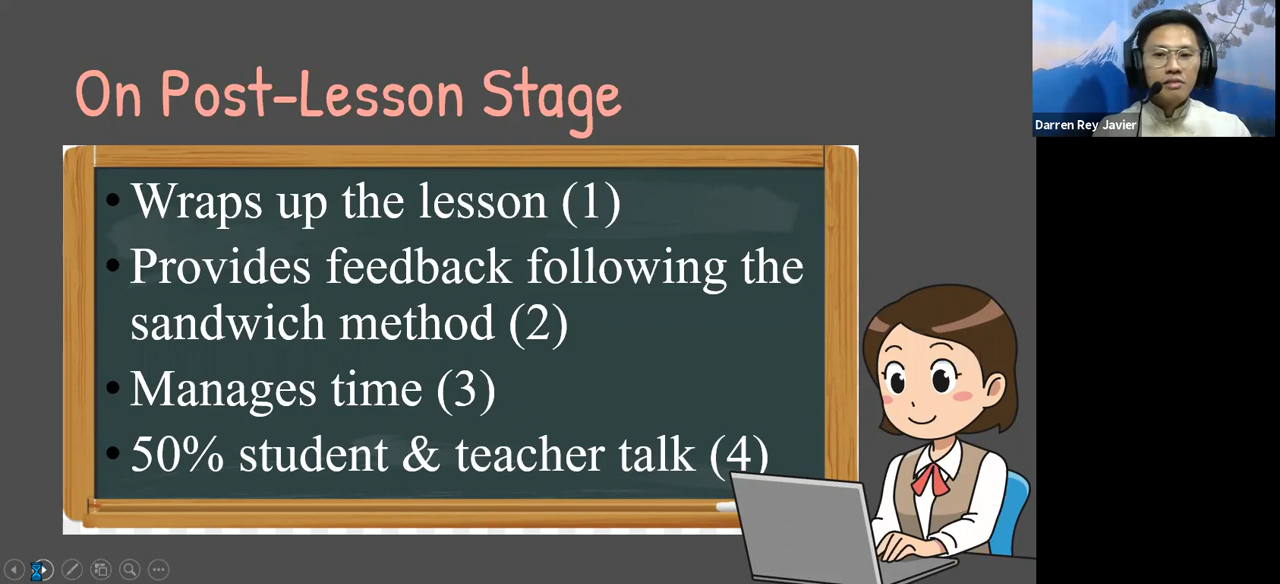 On Post-Lesson Stage
Darren Rey Javier
• Wraps up the lesson (1)
• Provides feedback following the
sandwich method (2)
• Manages time (3)
• 50% student & teacher talk (4)